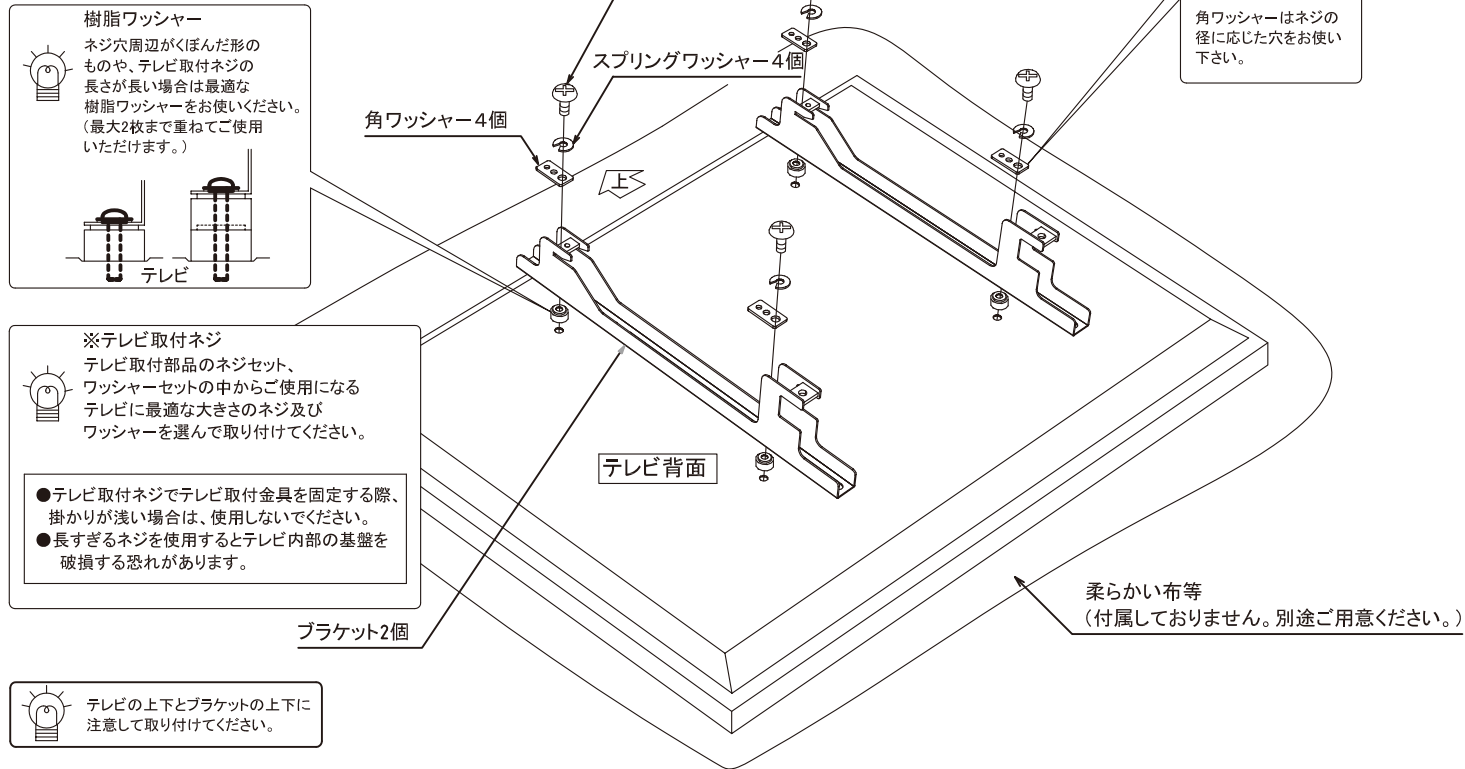 樹脂ワッシャー
ネジ穴周辺がくぼんだ形の
ものや、テレビ取付ネジの
長さが長い場合は最適な
樹脂ワッシャーをお使いください。
(最大2枚まで重ねてご使用
いただけます。)
テレビ
角ワッシャーはネジの
径に応じた穴をお使い
下さい。
スプリングワッシャー4個
角ワッシャー4個
上
※テレビ取付ネジ
テレビ取付部品のネジセット、
ワッシャーセットの中からご使用になる
テレビに最適な大きさのネジ及び
ワッシャーを選んで取り付けてください。
●テレビ取付ネジでテレビ取付金具を固定する際、
掛かりが浅い場合は、使用しないでください。
●長すぎるネジを使用するとテレビ内部の基盤を
破損する恐れがあります。
テレビ背面
柔らかい布等
(付属しておりません。別途ご用意ください。)
ブラケット2個
テレビの上下とブラケットの上下に
注意して取り付けてください。